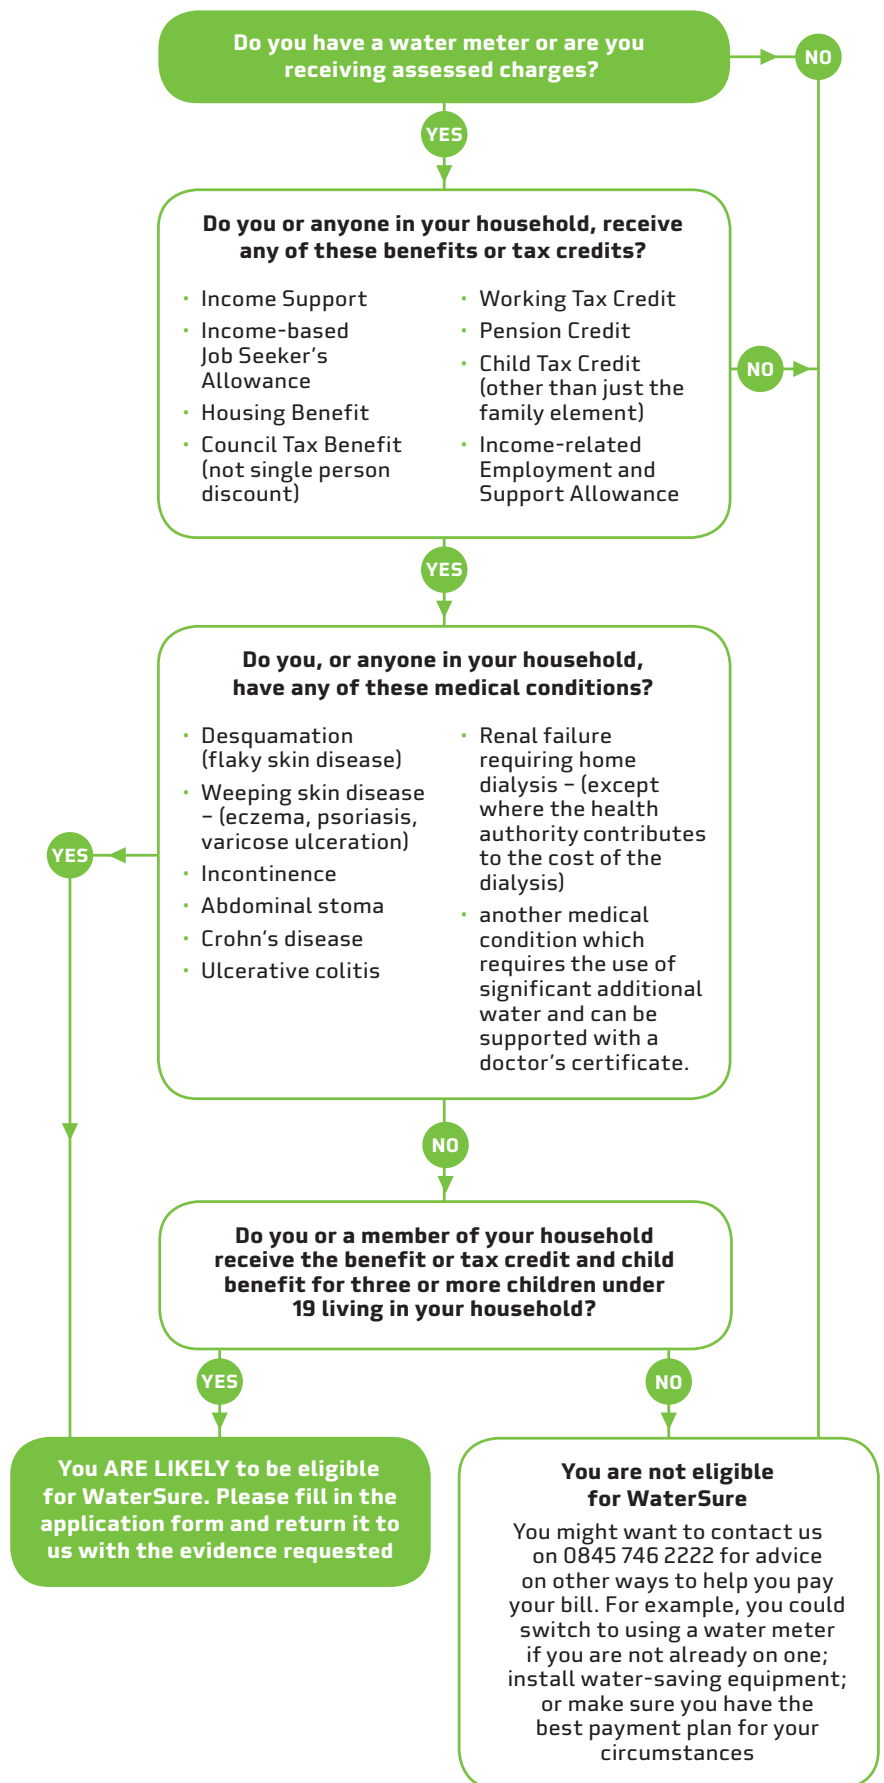 Do you have a water meter or are you
receiving assessed charges?
NO
YES
Do you or anyone in your household, receive
any of these benefits or tax credits?
• Income Support
• Income-based
Job Seeker's
Allowance
• Housing Benefit
• Council Tax Benefit
(not single person
discount)
• Working Tax Credit
• Pension Credit
• Child Tax Credit
(other than just the
family element)
• Income-related
Employment and
Support Allowance
NO
YES
Do you, or anyone in your household,
have any of these medical conditions?
• Desquamation
(flaky skin disease)
• Weeping skin disease
– (eczema, psoriasis,
varicose ulceration)
• Incontinence
• Abdominal stoma
• Crohn's disease
• Ulcerative colitis
• Renal failure
requiring home
dialysis – (except
where the health
authority contributes
to the cost of the
dialysis)
• another medical
condition which
requires the use of
significant additional
water and can be
supported with a
doctor's certificate.
YES
NO
Do you or a member of your household
receive the benefit or tax credit and child
benefit for three or more children under
19 living in your household?
YES
NO
You ARE LIKELY to be eligible
for WaterSure. Please fill in the
application form and return it to
us with the evidence requested
You are not eligible
for WaterSure
You might want to contact us
on 0845 746 2222 for advice
on other ways to help you pay
your bill. For example, you could
switch to using a water meter
if you are not already on one;
install water-saving equipment;
or make sure you have the
best payment plan for your
circumstances